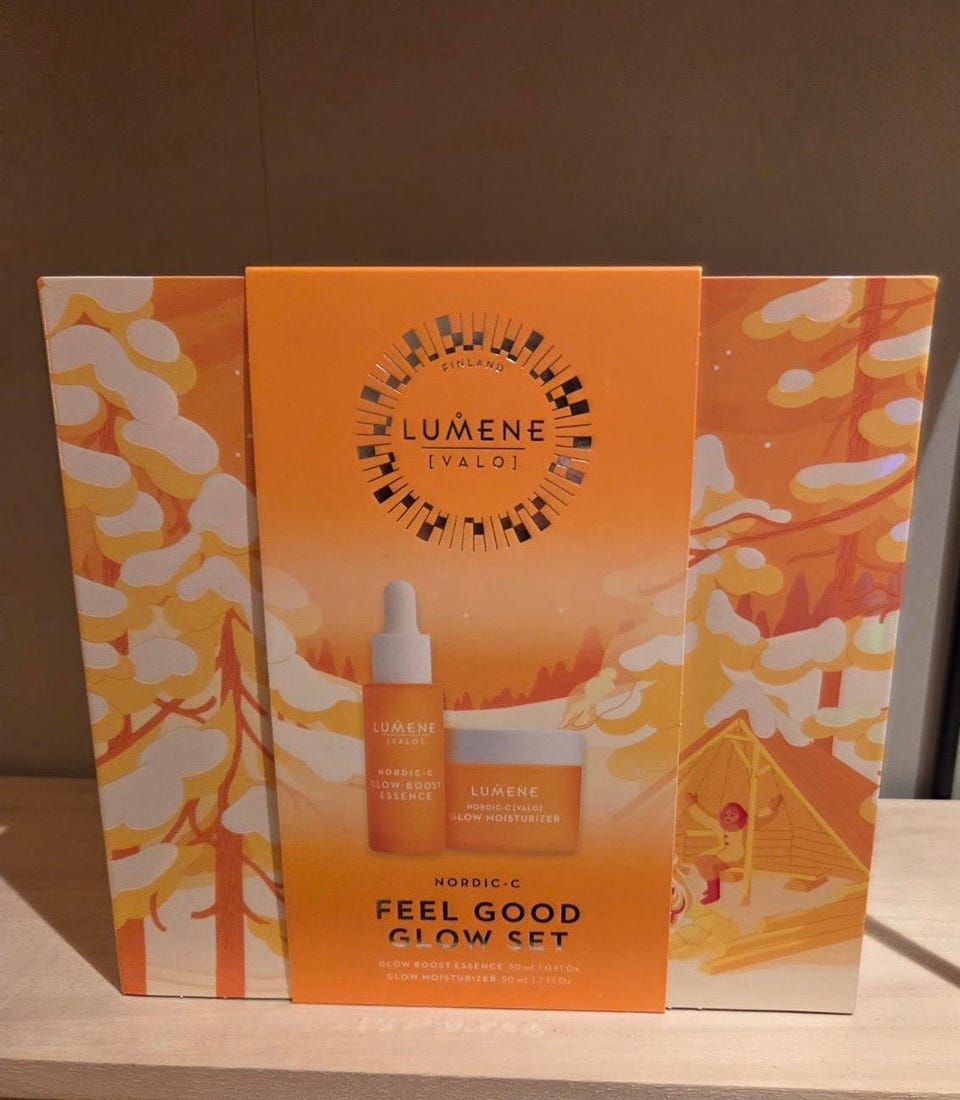 FINLAND
LUMENE
[VALO]
LUMENE
[VALO]
NORDIC-C
GLOW BOOST
ESSENCE
LUMENE
NORDIC-C [VALO]
GLOW MOISTURIZER
NORDIC-C
FEEL GOOD
GLOW SET
GLOW BOOST ESSENCE 30 ml 1.0 Fl.Oz
GLOW MOISTURIZER 50 ml 1.7 Fl.Oz